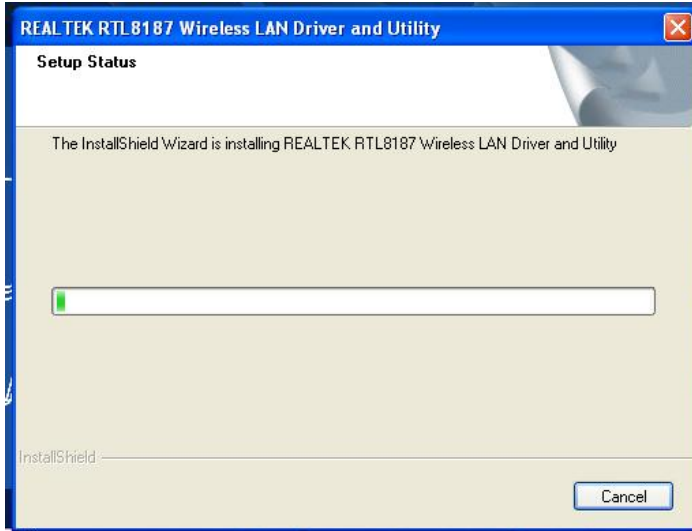 REALTEK RTL8187 Wireless LAN Driver and Utility
Setup Status
The InstallShield Wizard is installing REALTEK RTL8187 Wireless LAN Driver and Utility
InstallShield
Cancel